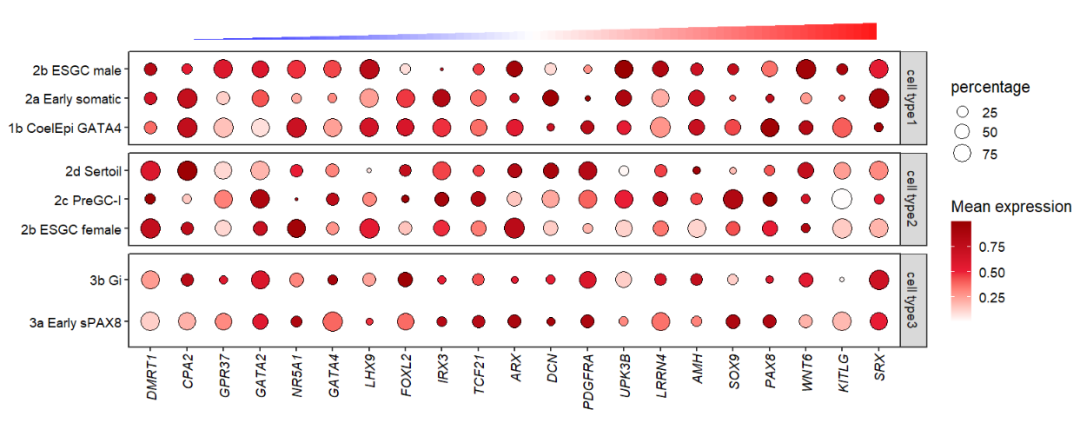 2b ESGC male
2a Early somatic
1b CoelEpi GATA4
cell type1
2d Sertoil
2c PreGC-I
2b ESGC female
cell type2
3b Gi
3a Early sPAX8
cell type3
DMRT1
CPA2
GPR37
GATA2
NR5A1
GATA4
LHX9
FOXL2
IRX3
TCF21
ARX
DCN
PDGFRA
UPK3B
LRRN4
AMH
SOX9
PAX8
WNT6
KITLG
SRX
percentage
25
50
75
Mean expression
0.75
0.50
0.25